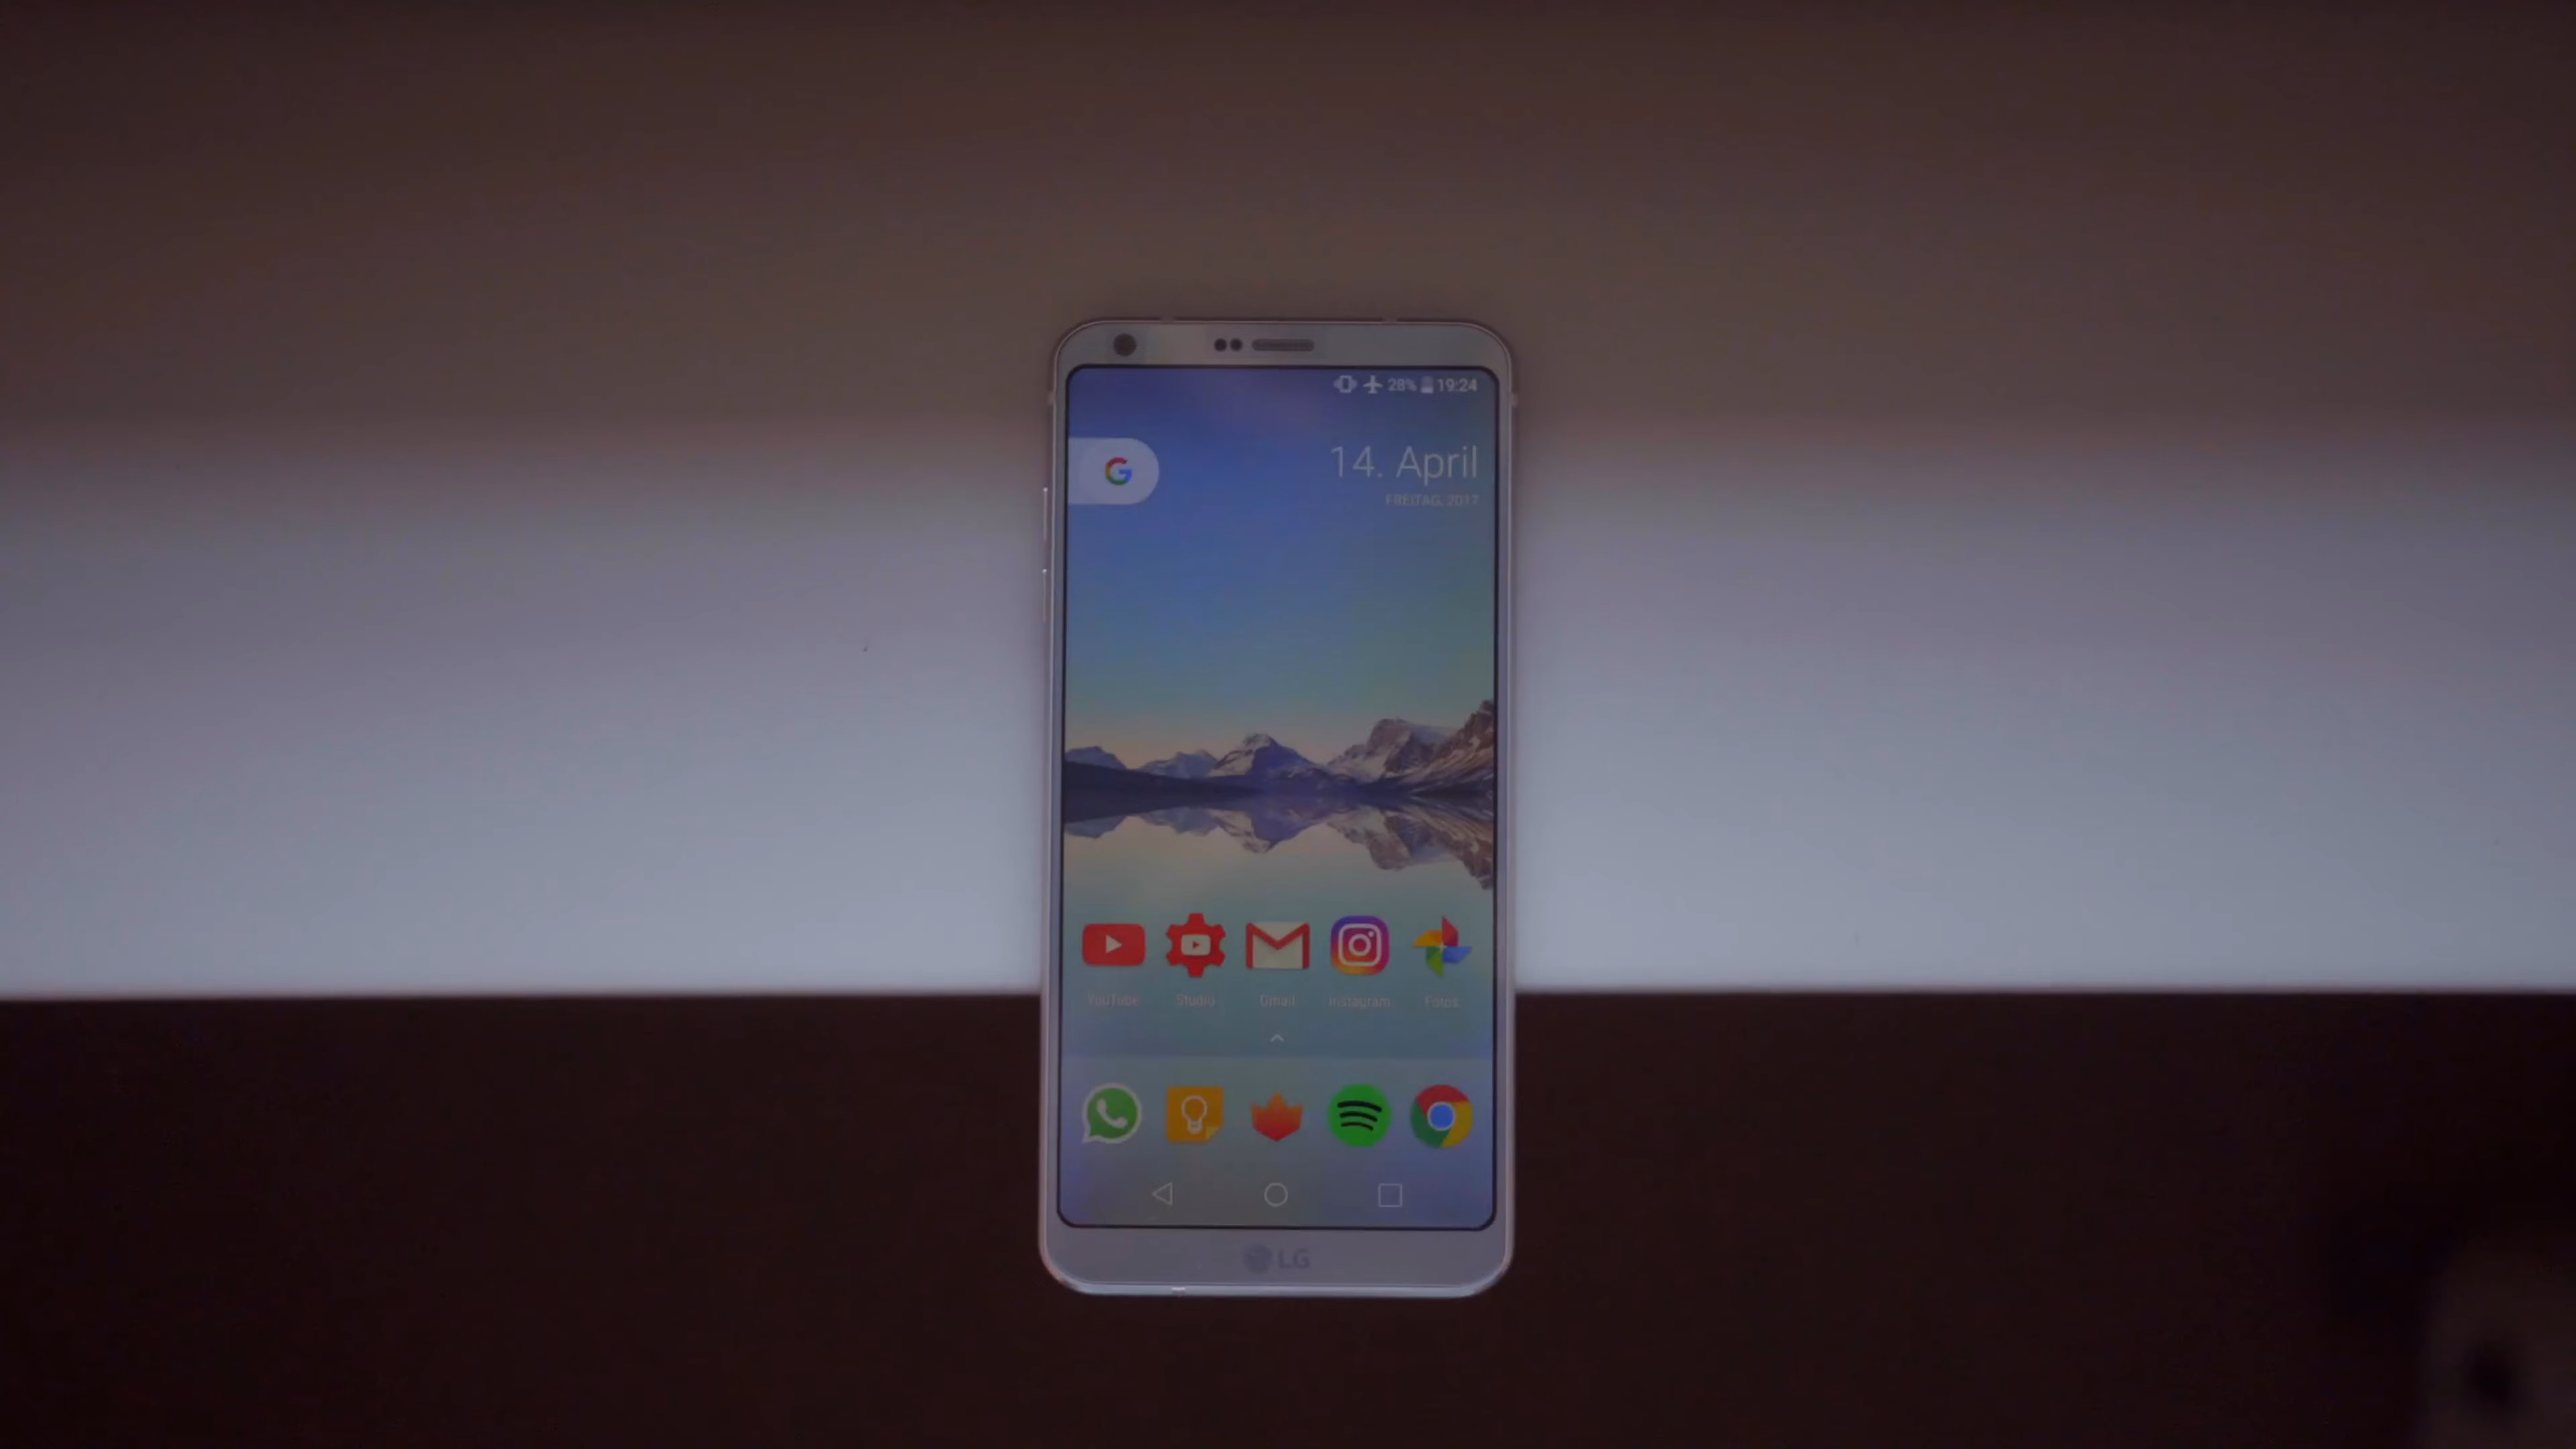 28% 19:24
G
14. April
FREITAG, 2017
YouTube Studio Gmail Instagram Fotos
LG